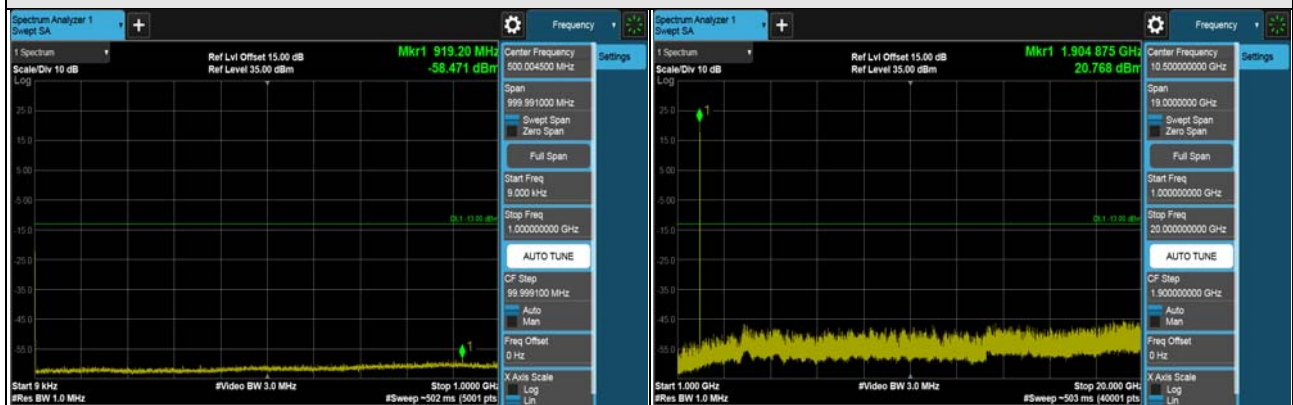 Spectrum Analyzer 1
Swept SA
+
Frequency
1 Spectrum
Scale/Div 10 dB
Log
Ref Lvl Offset 15.00 dB
Ref Level 35.00 dBm
Mkr1 919.20 MHz
-58.471 dBm
25.0
15.0
5.00
-5.00
-15.0
-25.0
-35.0
-45.0
-55.0
DL1 -13.00 dBm
1
Start 9 kHz
#Res BW 1.0 MHz
#Video BW 3.0 MHz
Stop 1.0000 GHz
#Sweep ~502 ms (5001 pts
Center Frequency
500.004500 MHz
Settings
Span
999.991000 MHz
Swept Span
Zero Span
Full Span
Start Freq
9.000 kHz
Stop Freq
1.000000000 GHz
AUTO TUNE
CF Step
99.999100 MHz
Auto
Man
Freq Offset
0 Hz
X Axis Scale
Log
Lin
Spectrum Analyzer 1
Swept SA
+
Frequency
1 Spectrum
Scale/Div 10 dB
Log
Ref Lvl Offset 15.00 dB
Ref Level 35.00 dBm
Mkr1 1.904 875 GHz
20.768 dBm
25.0
15.0
5.00
-5.00
-15.0
-25.0
-35.0
-45.0
-55.0
DL1 -13.00 dBm
1
Start 1.000 GHz
#Res BW 1.0 MHz
#Video BW 3.0 MHz
Stop 20.000 GHz
#Sweep ~503 ms (40001 pts
Center Frequency
10.500000000 GHz
Settings
Span
19.0000000 GHz
Swept Span
Zero Span
Full Span
Start Freq
1.000000000 GHz
Stop Freq
20.000000000 GHz
AUTO TUNE
CF Step
1.900000000 GHz
Auto
Man
Freq Offset
0 Hz
X Axis Scale
Log
Lin